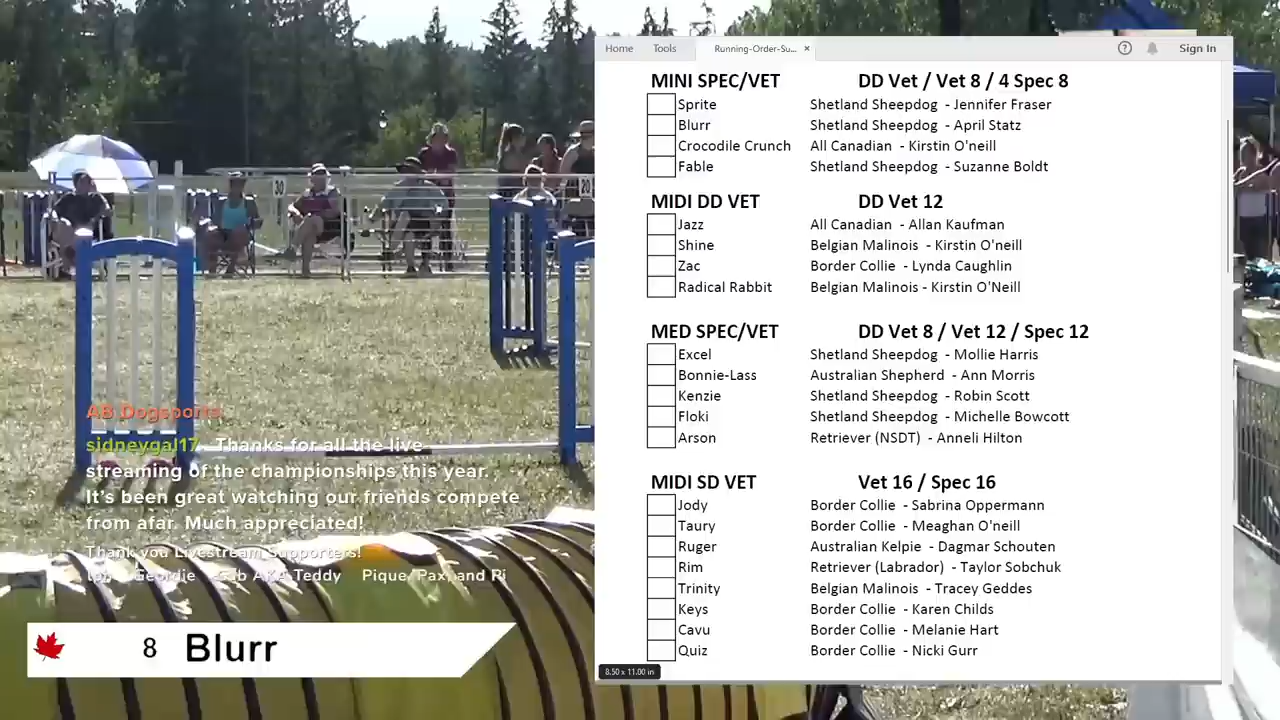 Home Tools Running-Order-Su... × ? Sign In
MINI SPEC/VET DD Vet / Vet 8 / 4 Spec 8
Sprite Shetland Sheepdog - Jennifer Fraser
Blurr Shetland Sheepdog - April Statz
Crocodile Crunch All Canadian - Kirstin O'neill
Fable Shetland Sheepdog - Suzanne Boldt
MIDI DD VET DD Vet 12
Jazz All Canadian - Allan Kaufman
Shine Belgian Malinois - Kirstin O'neill
Zac Border Collie - Lynda Caughlin
Radical Rabbit Belgian Malinois - Kirstin O'Neill
MED SPEC/VET DD Vet 8 / Vet 12 / Spec 12
Excel Shetland Sheepdog - Mollie Harris
Bonnie-Lass Australian Shepherd - Ann Morris
Kenzie Shetland Sheepdog - Robin Scott
Floki Shetland Sheepdog - Michelle Bowcott
Arson Retriever (NSDT) - Anneli Hilton
MIDI SD VET Vet 16 / Spec 16
Jody Border Collie - Sabrina Oppermann
Taury Border Collie - Meaghan O'neill
Ruger Australian Kelpie - Dagmar Schouten
Rim Retriever (Labrador) - Taylor Sobchuk
Trinity Belgian Malinois - Tracey Geddes
Keys Border Collie - Karen Childs
Cavu Border Collie - Melanie Hart
Quiz Border Collie - Nicki Gurr
8.50 x 11.00 in
30
20
AB Dogsports
sidneygal17 Thanks for all the live
streaming of the championships this year.
It's been great watching our friends compete
from afar. Much appreciated!
Thank you Livestream Supporters!
Geordie AKA Teddy Pique, Pax, and Pi
8 Blurr